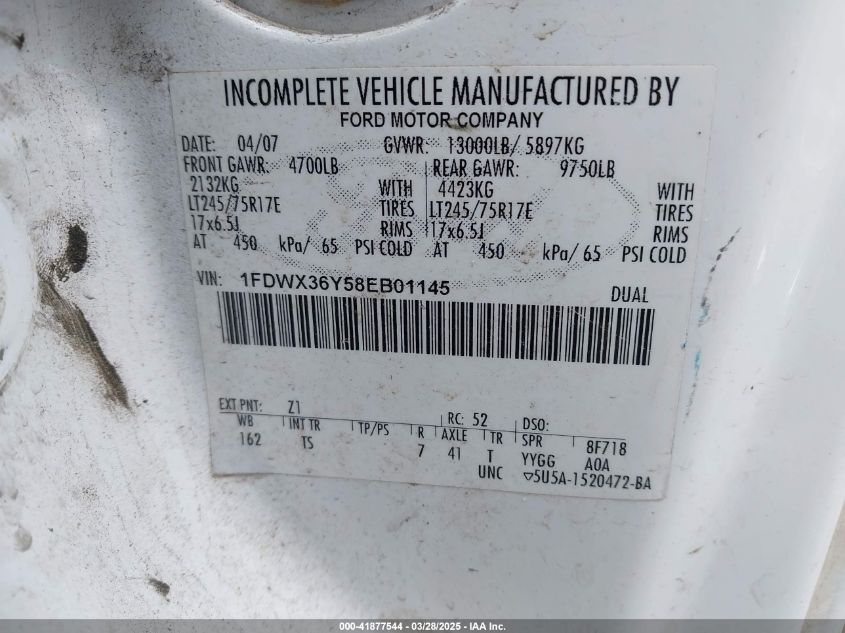 INCOMPLETE VEHICLE MANUFACTURED BY
FORD MOTOR COMPANY
DATE: 04/07 GVWR: 13000LB/ 5897KG
FRONT GAWR: 4700LB REAR GAWR: 9750LB
2132KG WITH 4423KG WITH
LT245/75R17E TIRES LT245/75R17E TIRES
17x6.5J RIMS 17x6.5J RIMS
AT 450 kPa/ 65 PSI COLD AT 450 kPa/ 65 PSI COLD
VIN: 1FDWX36Y58EB01145 DUAL
EXT PNT: Z1 RC: 52 DSO:
WB INT TR TP/PS R AXLE TR SPR 8F718
162 TS 7 41 T YYGG A0A
UNC ▽5U5A-1520472-BA
000-41877544 - 03/28/2025 - IAA Inc.